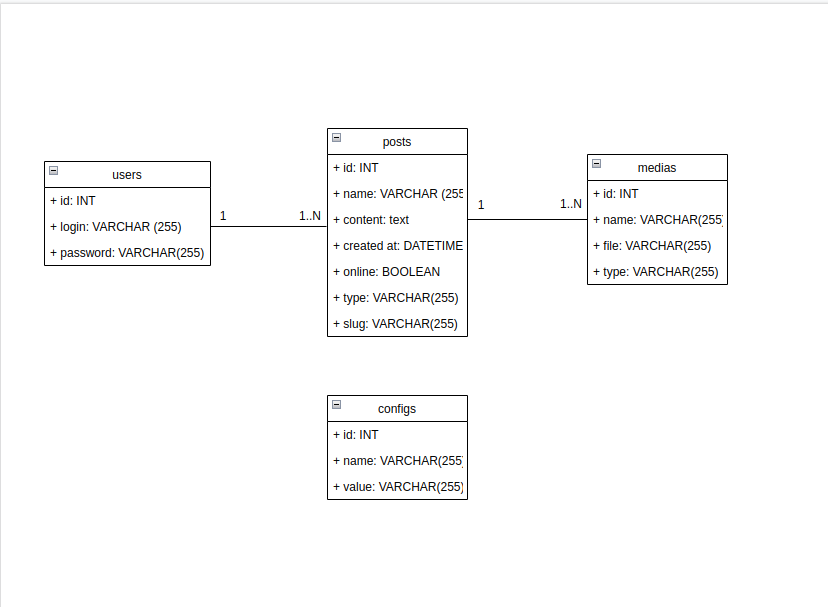 users
+ id: INT
+ login: VARCHAR (255)
+ password: VARCHAR(255)
1
1..N
posts
+ id: INT
+ name: VARCHAR (255
+ content: text
+ created at: DATETIME
+ online: BOOLEAN
+ type: VARCHAR(255)
+ slug: VARCHAR(255)
1
1..N
medias
+ id: INT
+ name: VARCHAR(255)
+ file: VARCHAR(255)
+ type: VARCHAR(255)
configs
+ id: INT
+ name: VARCHAR(255)
+ value: VARCHAR(255)